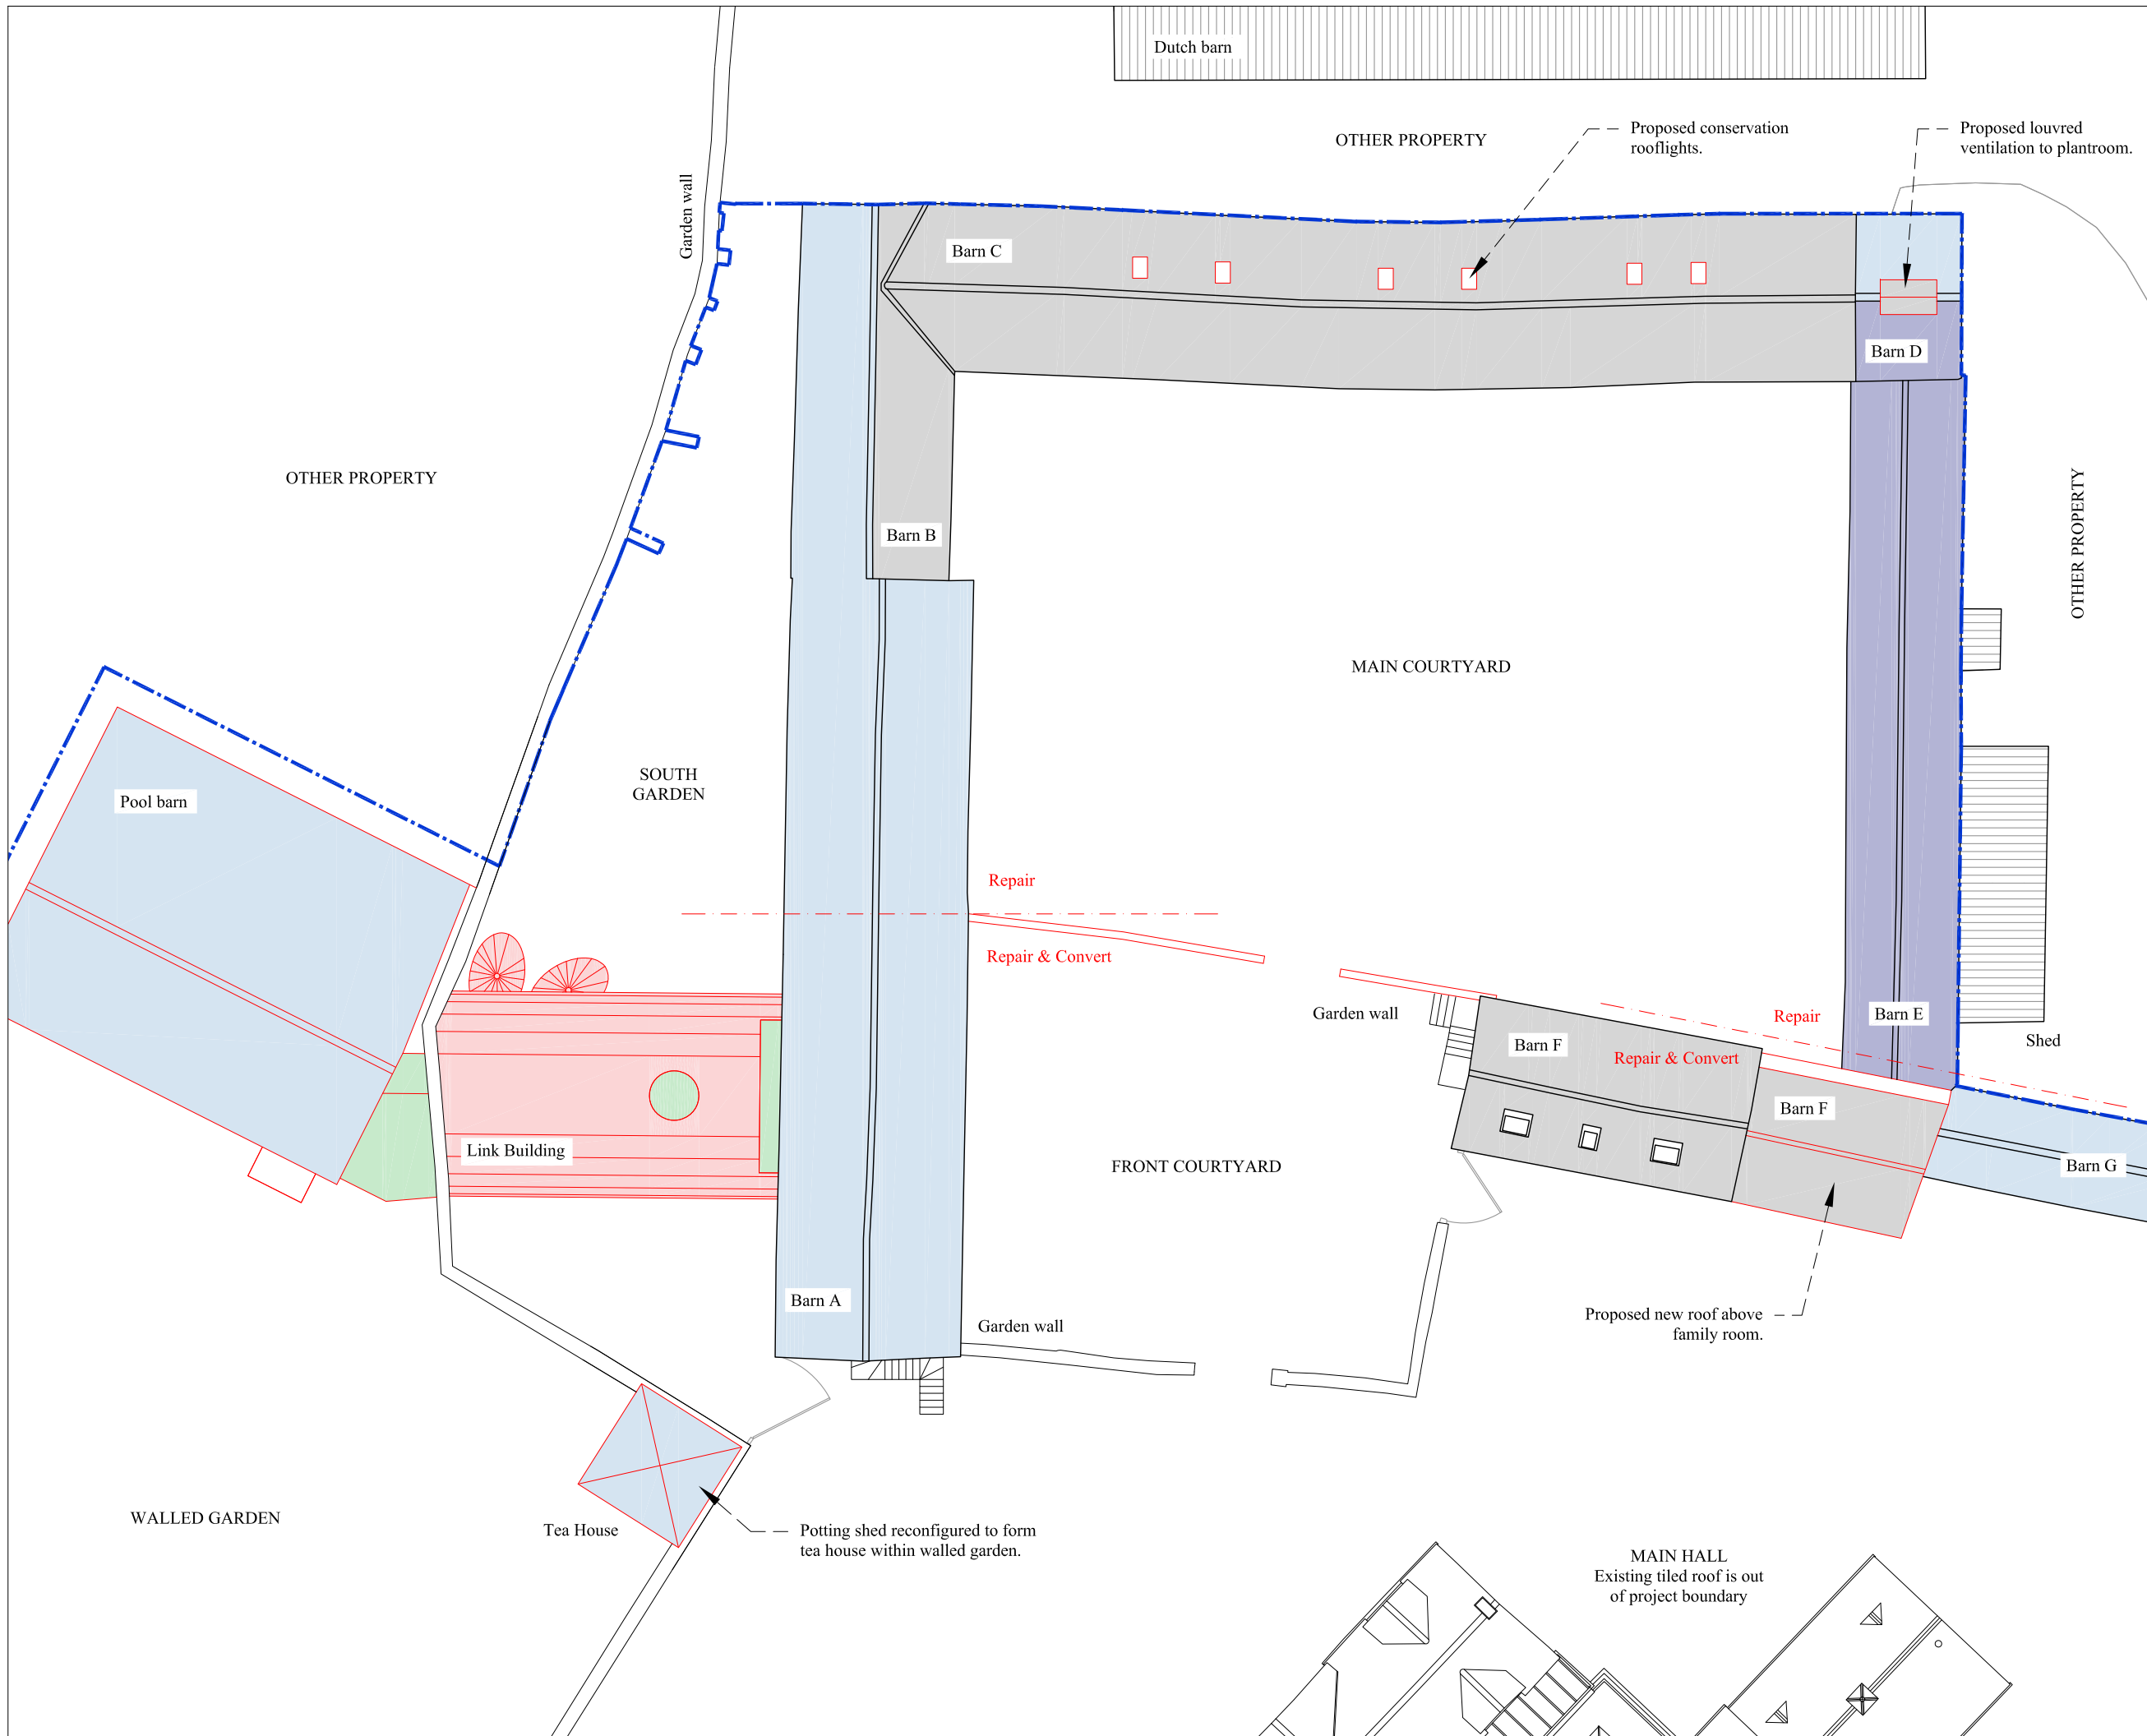 Dutch barn
OTHER PROPERTY
Proposed conservation
rooflights.
Proposed louvred
ventilation to plantroom.
Garden wall
Barn C
Barn D
OTHER PROPERTY
OTHER PROPERTY
Barn B
MAIN COURTYARD
SOUTH
GARDEN
Pool barn
Repair
Repair & Convert
Garden wall
Barn F
Repair
Repair & Convert
Barn E
Shed
Barn F
Link Building
FRONT COURTYARD
Barn G
Barn A
Garden wall
Proposed new roof above
family room.
WALLED GARDEN
Tea House
Potting shed reconfigured to form
tea house within walled garden.
MAIN HALL
Existing tiled roof is out
of project boundary